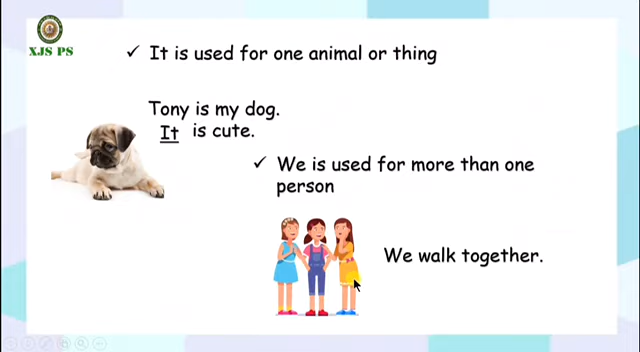 XJS PS
✓ It is used for one animal or thing
Tony is my dog.
It is cute.
✓ We is used for more than one
person
We walk together.